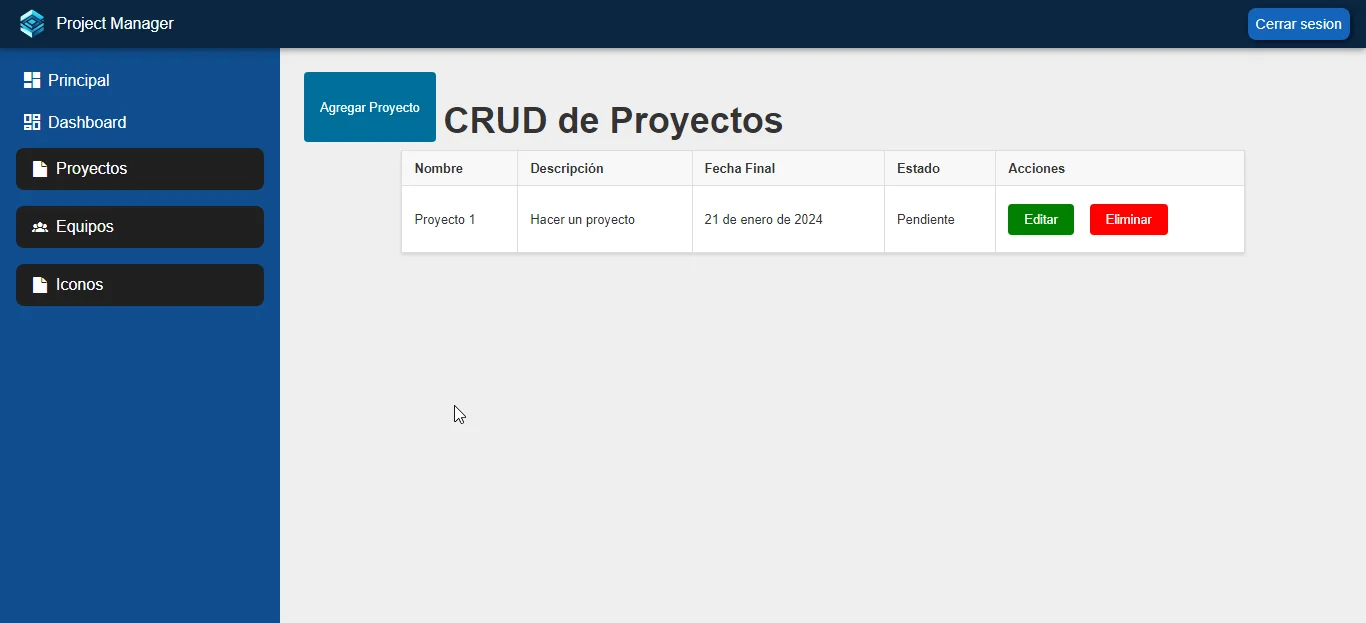 Project Manager
Cerrar sesion
Principal
Dashboard
Proyectos
Equipos
Iconos
Agregar Proyecto
CRUD de Proyectos
Nombre Descripción Fecha Final Estado Acciones
Proyecto 1 Hacer un proyecto 21 de enero de 2024 Pendiente Editar Eliminar